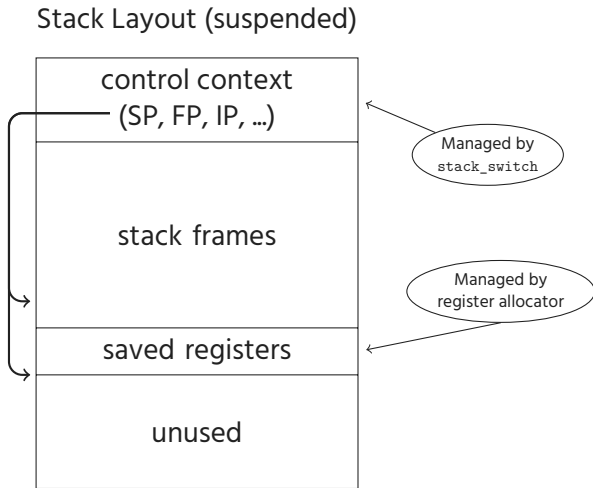 Stack Layout (suspended)
control context
(SP, FP, IP, …)
Managed by
stack_switch
stack frames
Managed by
register allocator
saved registers
unused